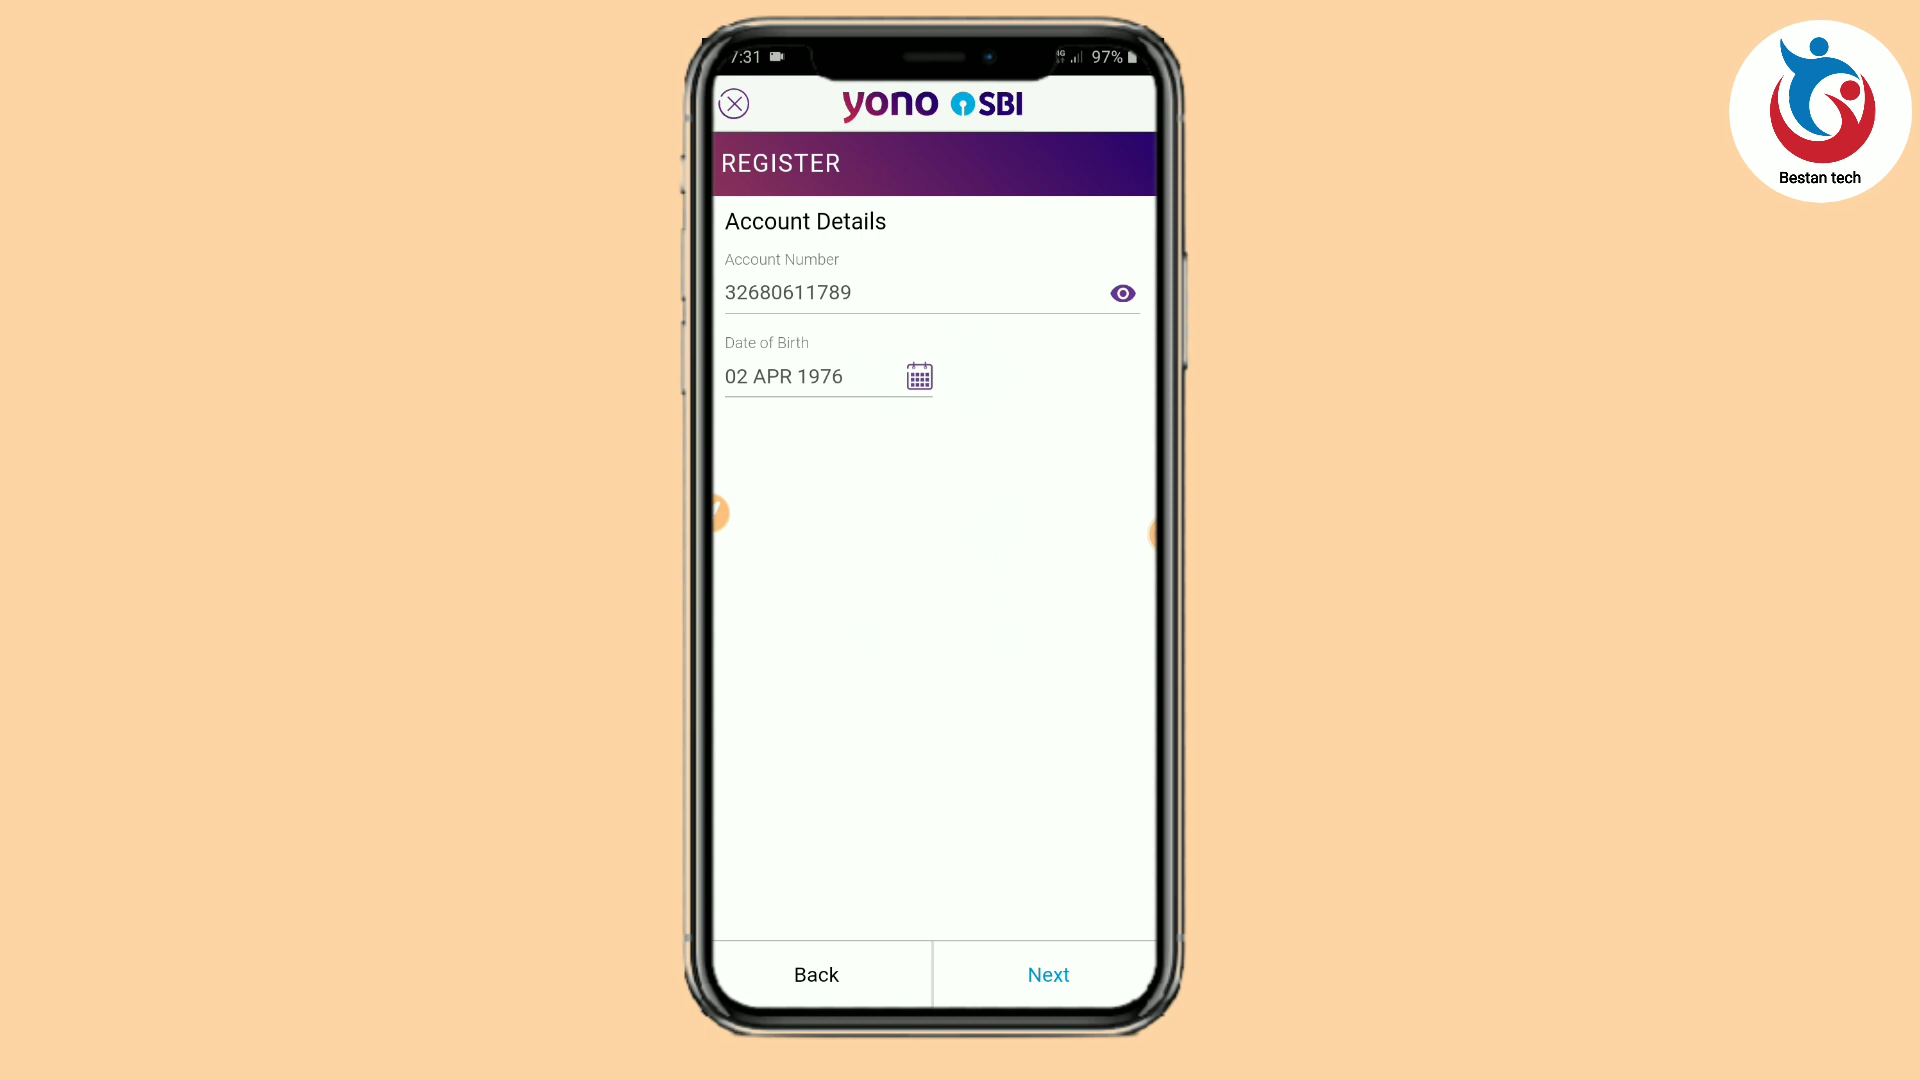 7:31 97%
yono SBI
REGISTER
Account Details
Account Number
32680611789
Date of Birth
02 APR 1976
Back
Next
Bestan tech